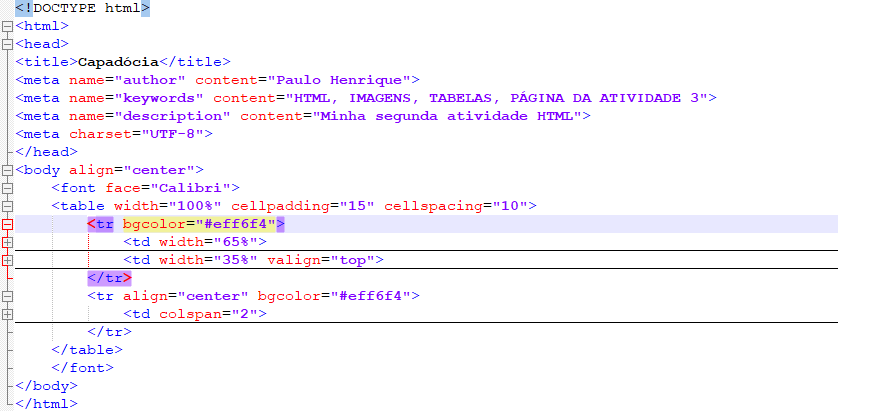 <!DOCTYPE html>
<html>
<head>
<title>Capadócia</title>
<meta name="author" content="Paulo Henrique">
<meta name="keywords" content="HTML, IMAGENS, TABELAS, PÁGINA DA ATIVIDADE 3">
<meta name="description" content="Minha segunda atividade HTML">
<meta charset="UTF-8">
</head>
<body align="center">
<font face="Calibri">
<table width="100%" cellpadding="15" cellspacing="10">
<tr bgcolor="#eff6f4">
<td width="65%">
<td width="35%" valign="top">
</tr>
<tr align="center" bgcolor="#eff6f4">
<td colspan="2">
</tr>
</table>
</font>
</body>
</html>